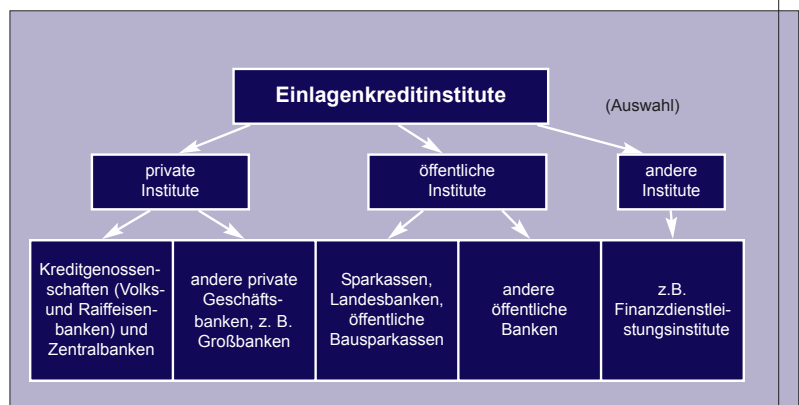 Einlagenkreditinstitute
(Auswahl)
private
Institute
öffentliche
Institute
andere
Institute
Kreditgenossen-
schaften (Volks-
und Raiffeisen-
banken) und
Zentralbanken
andere private
Geschäfts-
banken, z. B.
Großbanken
Sparkassen,
Landesbanken,
öffentliche
Bausparkassen
andere
öffentliche
Banken
z.B.
Finanzdienstlei-
stungsinstitute